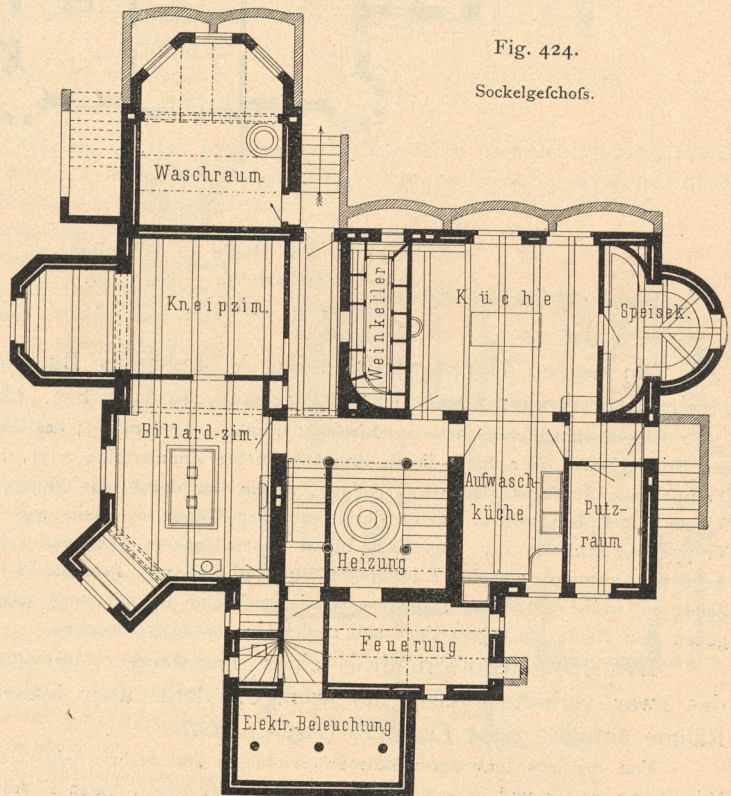 Fig. 424.
Sockelgeſchoſs.
Waschraum
Kneipzim.
Weinkeller
Küche
Speisek.
Billard-zim.
Aufwasch-
küche
Putz-
raum
Heizung
Feuerung
Elektr. Beleuchtung